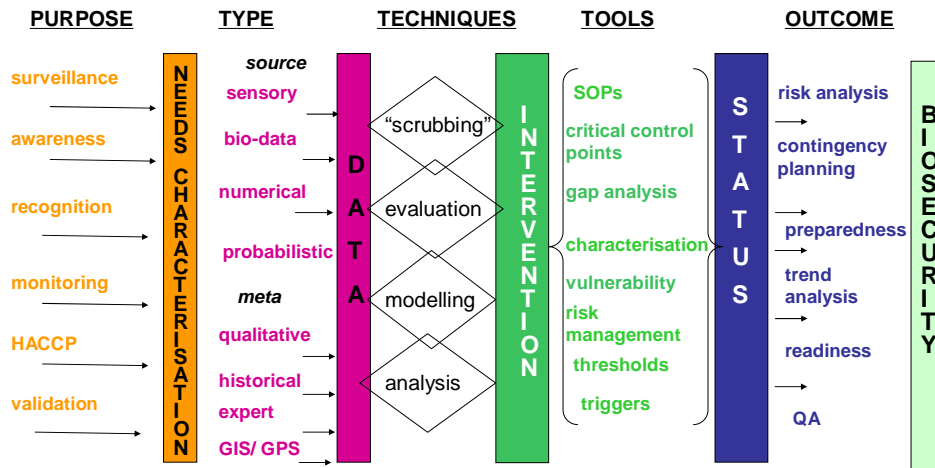 PURPOSE
TYPE
TECHNIQUES
TOOLS
OUTCOME
surveillance
awareness
recognition
monitoring
HACCP
validation
NEEDS CHARACTERISATION
source
sensory
bio-data
numerical
probabilistic
meta
qualitative
historical
expert
GIS/ GPS
DATA
“scrubbing”
evaluation
modelling
analysis
INTERVENTION
SOPs
critical control
points
gap analysis
characterisation
vulnerability
risk
management
thresholds
triggers
STATUS
risk analysis
contingency
planning
preparedness
trend
analysis
readiness
QA
BIOSECURITY